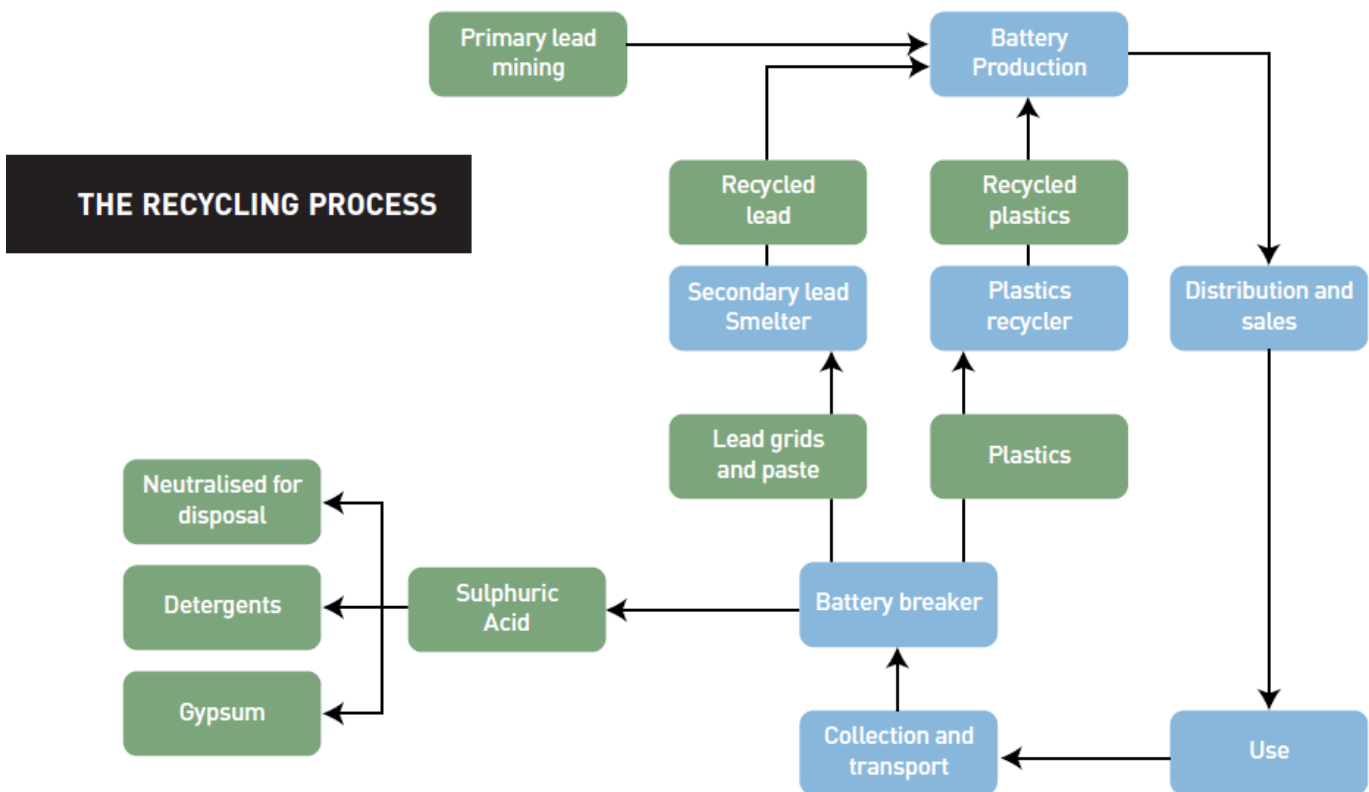 Primary lead
mining
Battery
Production
THE RECYCLING PROCESS
Recycled
lead
Recycled
plastics
Secondary lead
Smelter
Plastics
recycler
Distribution and
sales
Lead grids
and paste
Plastics
Neutralised for
disposal
Detergents
Gypsum
Sulphuric
Acid
Battery breaker
Collection and
transport
Use